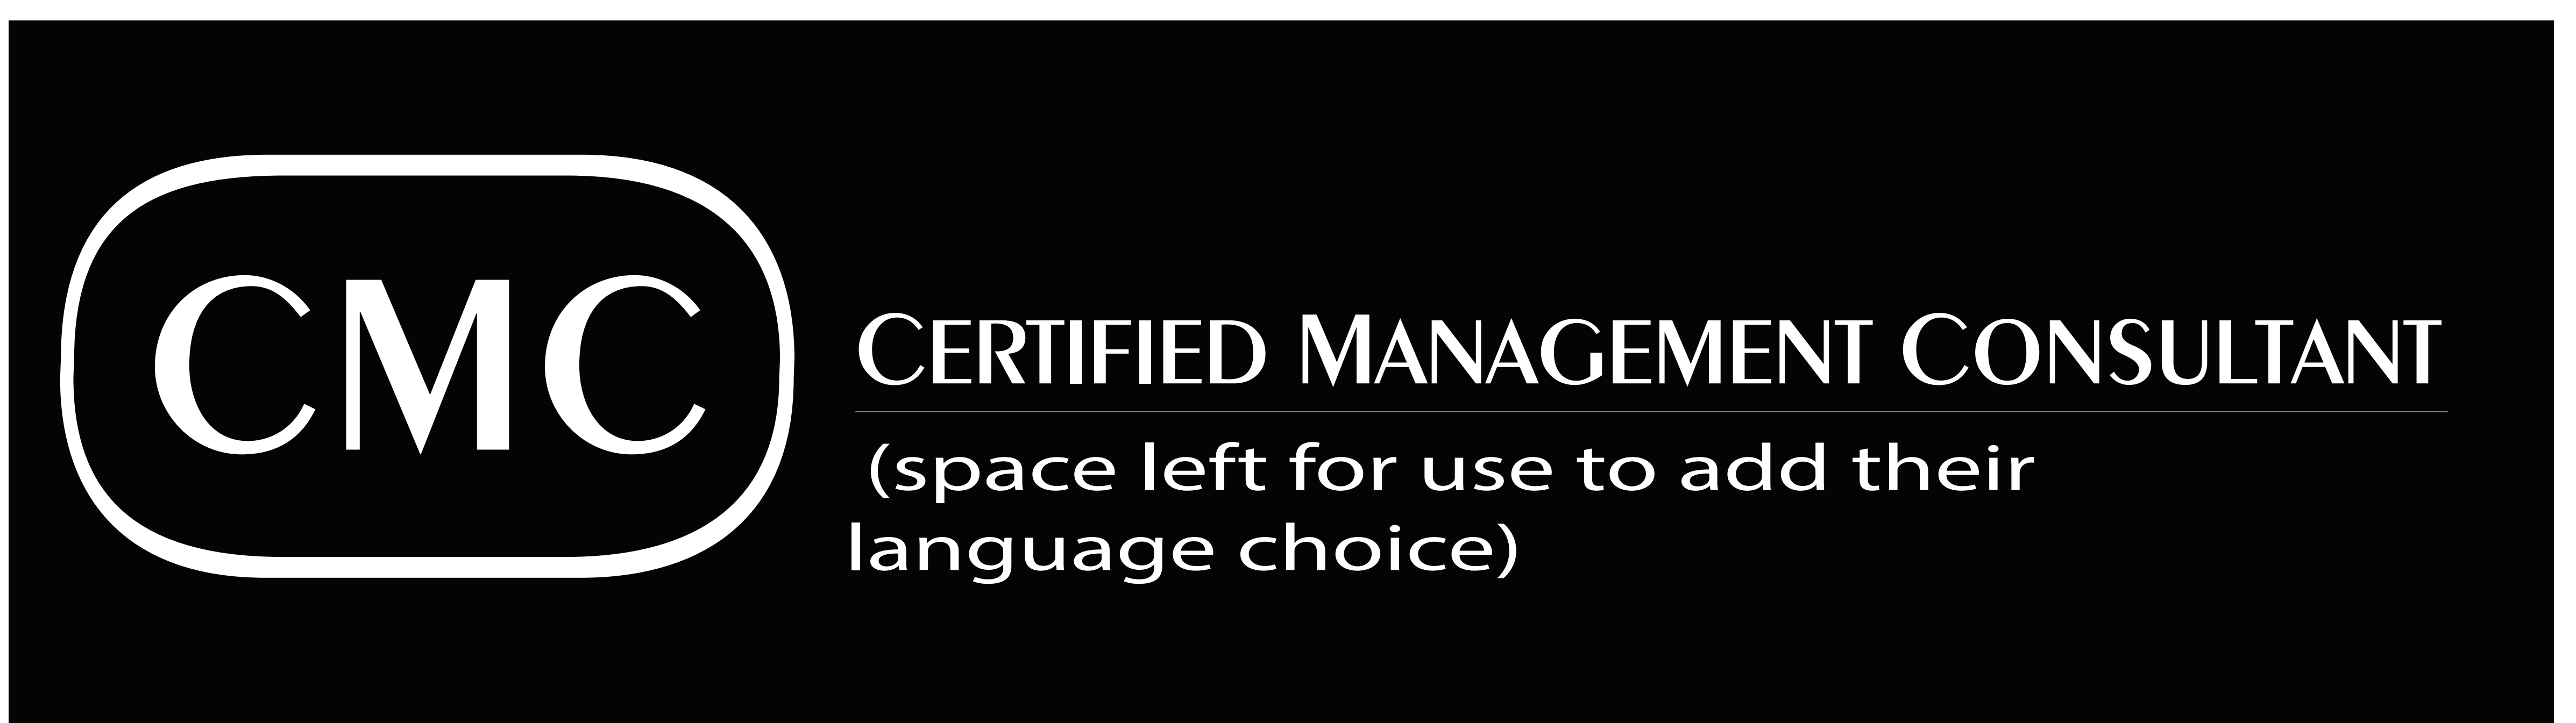 CMC
CERTIFIED MANAGEMENT CONSULTANT
(space left for use to add their
language choice)